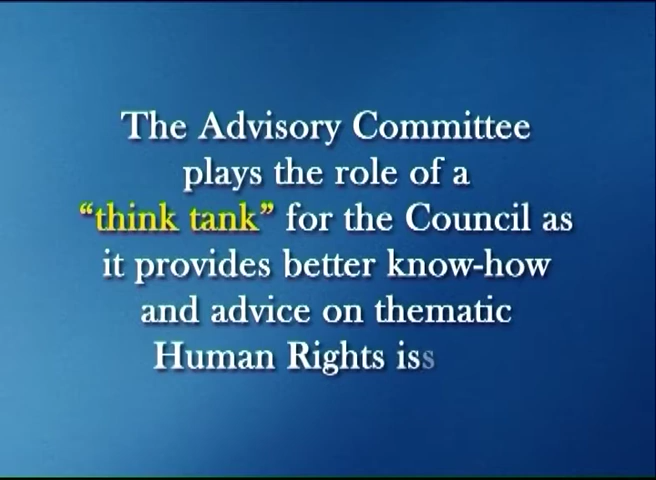 The Advisory Committee
plays the role of a
“think tank” for the Council as
it provides better know-how
and advice on thematic
Human Rights iss